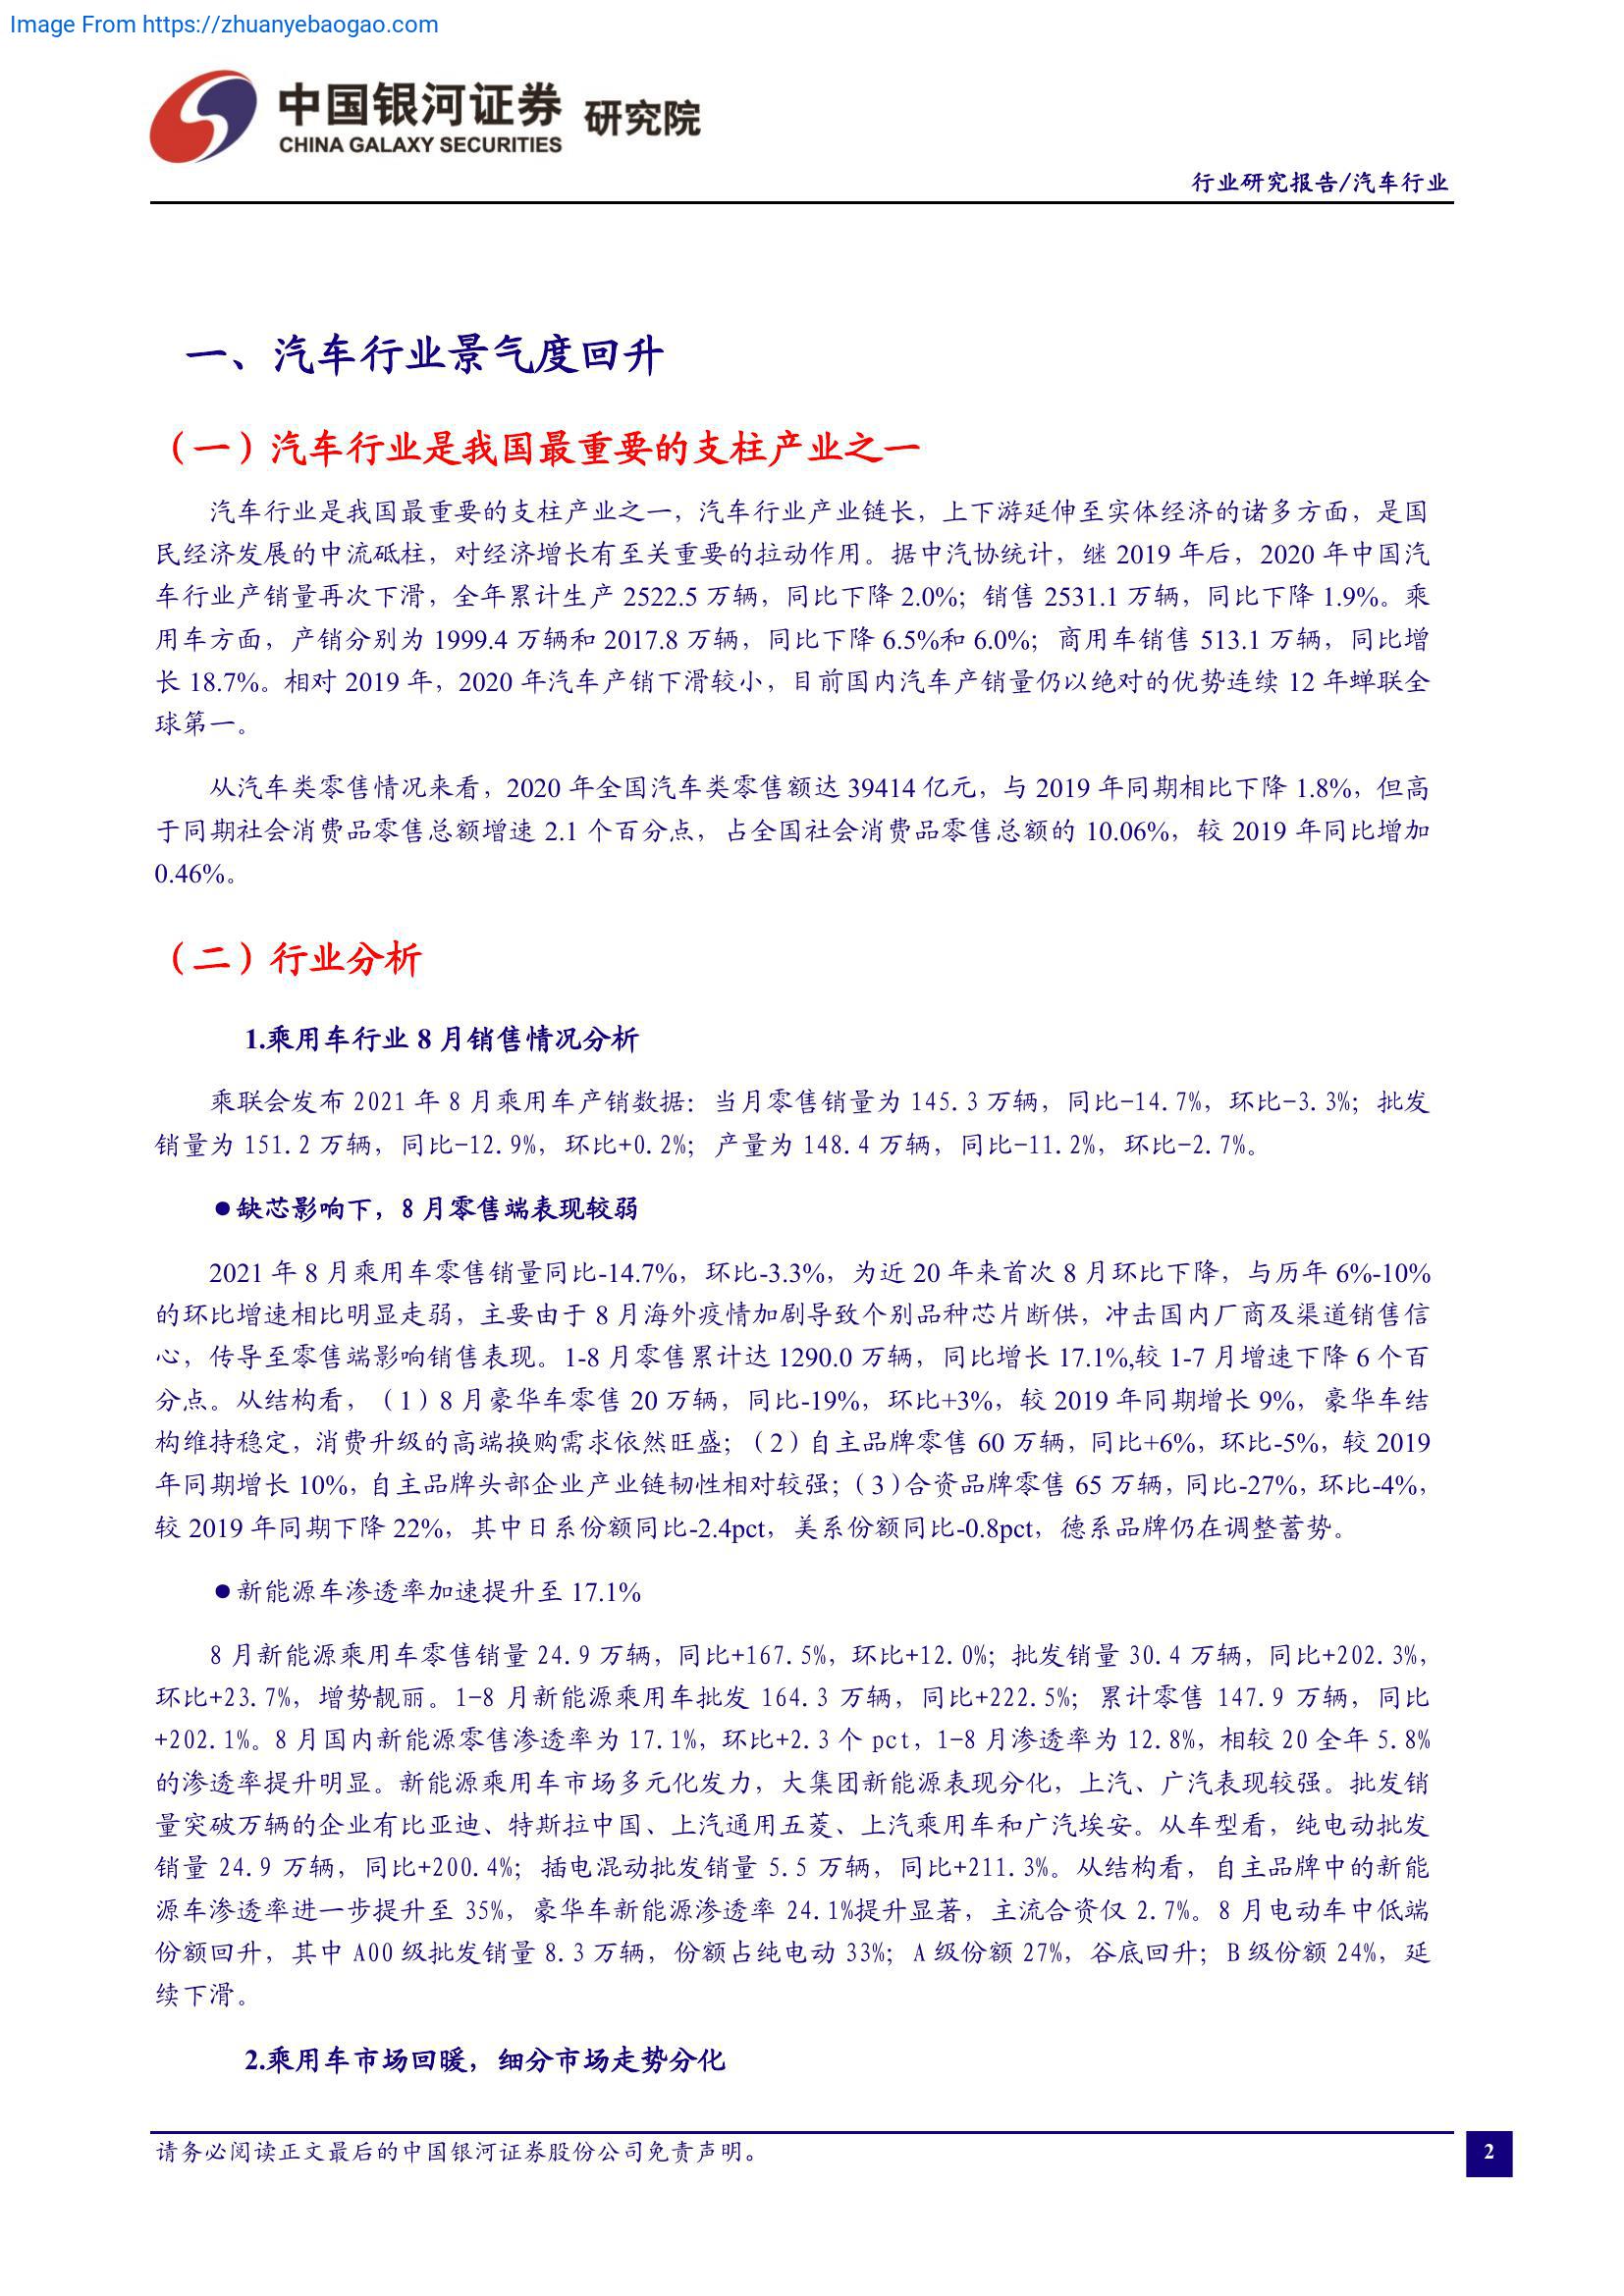 Image From https://zhuanyebaogao.com
中国银河证券 研究院
CHINA GALAXY SECURITIES
行业研究报告/汽车行业
一、汽车行业景气度回升
（一）汽车行业是我国最重要的支柱产业之一
汽车行业是我国最重要的支柱产业之一，汽车行业产业链长，上下游延伸至实体经济的诸多方面，是国
民经济发展的中流砥柱，对经济增长有至关重要的拉动作用。据中汽协统计，继 2019 年后，2020 年中国汽
车行业产销量再次下滑，全年累计生产 2522.5 万辆，同比下降 2.0%；销售 2531.1 万辆，同比下降 1.9%。乘
用车方面，产销分别为 1999.4 万辆和 2017.8 万辆，同比下降 6.5%和 6.0%；商用车销售 513.1 万辆，同比增
长 18.7%。相对 2019 年，2020 年汽车产销下滑较小，目前国内汽车产销量仍以绝对的优势连续 12 年蝉联全
球第一。
从汽车类零售情况来看，2020 年全国汽车类零售额达 39414 亿元，与 2019 年同期相比下降 1.8%，但高
于同期社会消费品零售总额增速 2.1 个百分点，占全国社会消费品零售总额的 10.06%，较 2019 年同比增加
0.46%。
（二）行业分析
1.乘用车行业 8 月销售情况分析
乘联会发布 2021 年 8 月乘用车产销数据：当月零售销量为 145.3 万辆，同比-14.7%，环比-3.3%；批发
销量为 151.2 万辆，同比-12.9%，环比+0.2%；产量为 148.4 万辆，同比-11.2%，环比-2.7%。
●缺芯影响下，8 月零售端表现较弱
2021 年 8 月乘用车零售销量同比-14.7%，环比-3.3%，为近 20 年来首次 8 月环比下降，与历年 6%-10%
的环比增速相比明显走弱，主要由于 8 月海外疫情加剧导致个别品种芯片断供，冲击国内厂商及渠道销售信
心，传导至零售端影响销售表现。1-8 月零售累计达 1290.0 万辆，同比增长 17.1%,较 1-7 月增速下降 6 个百
分点。从结构看，（1）8 月豪华车零售 20 万辆，同比-19%，环比+3%，较 2019 年同期增长 9%，豪华车结
构维持稳定，消费升级的高端换购需求依然旺盛；（2）自主品牌零售 60 万辆，同比+6%，环比-5%，较 2019
年同期增长 10%，自主品牌头部企业产业链韧性相对较强；（3）合资品牌零售 65 万辆，同比-27%，环比-4%，
较 2019 年同期下降 22%，其中日系份额同比-2.4pct，美系份额同比-0.8pct，德系品牌仍在调整蓄势。
●新能源车渗透率加速提升至 17.1%
8 月新能源乘用车零售销量 24.9 万辆，同比+167.5%，环比+12.0%；批发销量 30.4 万辆，同比+202.3%，
环比+23.7%，增势靓丽。1-8 月新能源乘用车批发 164.3 万辆，同比+222.5%；累计零售 147.9 万辆，同比
+202.1%。8 月国内新能源零售渗透率为 17.1%，环比+2.3 个 pct，1-8 月渗透率为 12.8%，相较 20 全年 5.8%
的渗透率提升明显。新能源乘用车市场多元化发力，大集团新能源表现分化，上汽、广汽表现较强。批发销
量突破万辆的企业有比亚迪、特斯拉中国、上汽通用五菱、上汽乘用车和广汽埃安。从车型看，纯电动批发
销量 24.9 万辆，同比+200.4%；插电混动批发销量 5.5 万辆，同比+211.3%。从结构看，自主品牌中的新能
源车渗透率进一步提升至 35%，豪华车新能源渗透率 24.1%提升显著，主流合资仅 2.7%。8 月电动车中低端
份额回升，其中 A00 级批发销量 8.3 万辆，份额占纯电动 33%；A 级份额 27%，谷底回升；B 级份额 24%，延
续下滑。
2.乘用车市场回暖，细分市场走势分化
请务必阅读正文最后的中国银河证券股份公司免责声明。
2